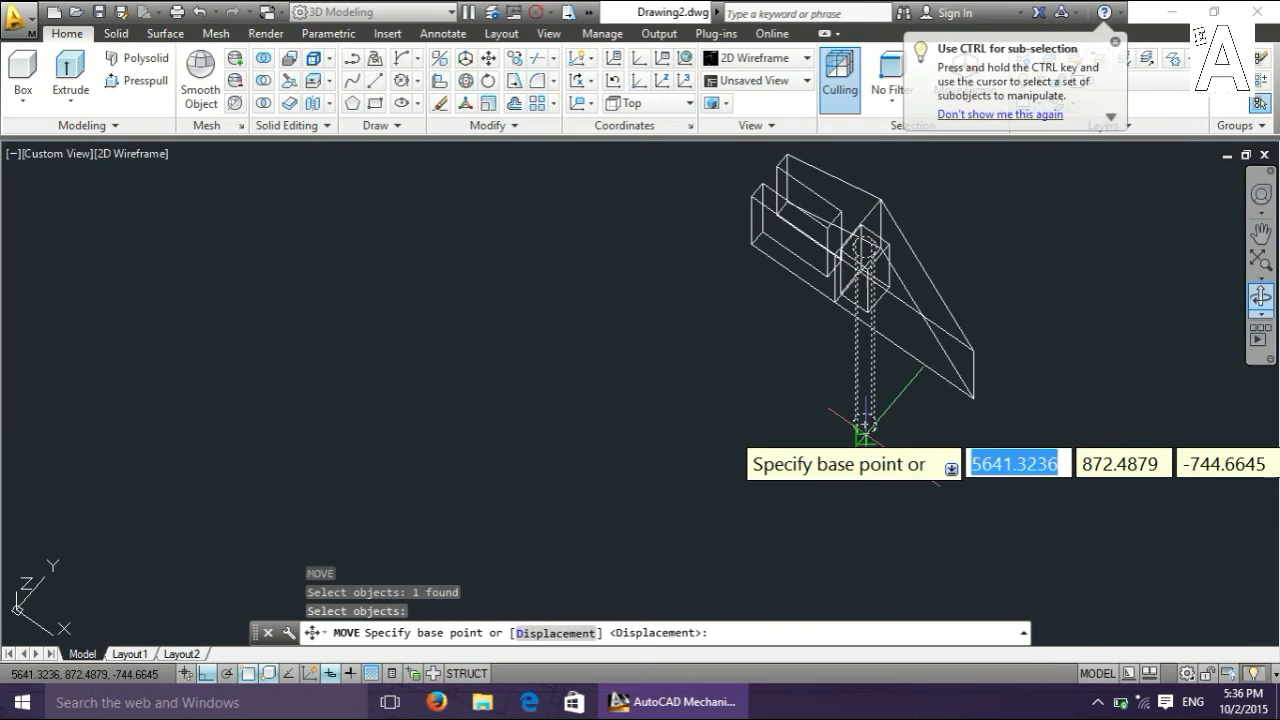 3D Modeling
Drawing2.dwg
Type a keyword or phrase
Sign In
A
Home
Solid
Surface
Mesh
Render
Parametric
Insert
Annotate
Layout
View
Manage
Output
Plug-ins
Online
Box
Extrude
Polysolid
Presspull
Smooth
Object
2D Wireframe
Unsaved View
Top
Culling
No Filter
Use CTRL for sub-selection
Press and hold the CTRL key and
use the cursor to select a set of
subobjects to manipulate.
Don't show me this again
Modeling
Mesh
Solid Editing
Draw
Modify
Coordinates
View
Selection
Layers
Groups
[−][Custom View][2D Wireframe]
Specify base point or
5641.3236
872.4879
-744.6645
Y
Z
X
MOVE
Select objects: 1 found
Select objects:
MOVE Specify base point or [Displacement] <Displacement>:
Model
Layout1
Layout2
5641.3236, 872.4879, -744.6645
STRUCT
MODEL
Search the web and Windows
AutoCAD Mechani...
ENG
5:36 PM
10/2/2015